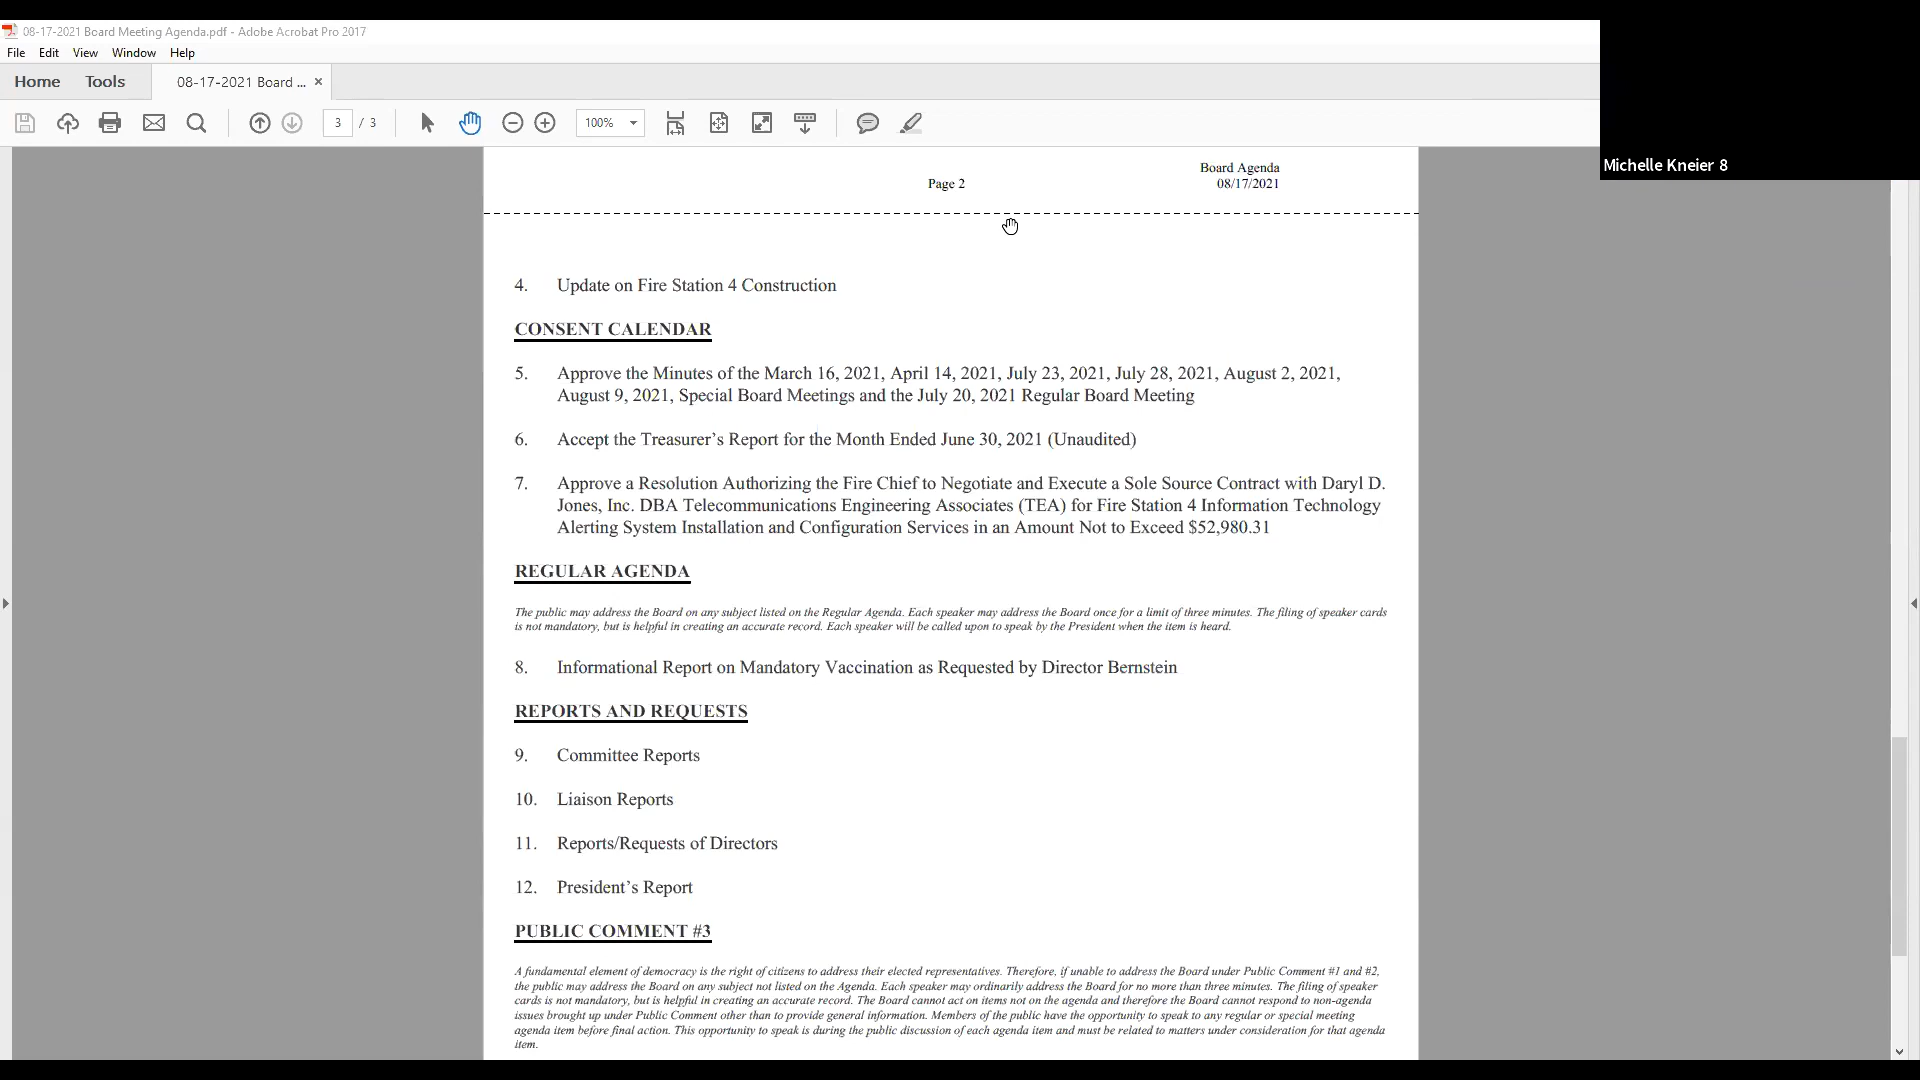 08-17-2021 Board Meeting Agenda.pdf - Adobe Acrobat Pro 2017
File Edit View Window Help
Home Tools 08-17-2021 Board ... ×
3 / 3 100%
Michelle Kneier 8
Board Agenda
Page 2 08/17/2021
4. Update on Fire Station 4 Construction
CONSENT CALENDAR
5. Approve the Minutes of the March 16, 2021, April 14, 2021, July 23, 2021, July 28, 2021, August 2, 2021,
August 9, 2021, Special Board Meetings and the July 20, 2021 Regular Board Meeting
6. Accept the Treasurer’s Report for the Month Ended June 30, 2021 (Unaudited)
7. Approve a Resolution Authorizing the Fire Chief to Negotiate and Execute a Sole Source Contract with Daryl D.
Jones, Inc. DBA Telecommunications Engineering Associates (TEA) for Fire Station 4 Information Technology
Alerting System Installation and Configuration Services in an Amount Not to Exceed $52,980.31
REGULAR AGENDA
The public may address the Board on any subject listed on the Regular Agenda. Each speaker may address the Board once for a limit of three minutes. The filing of speaker cards
is not mandatory, but is helpful in creating an accurate record. Each speaker will be called upon to speak by the President when the item is heard.
8. Informational Report on Mandatory Vaccination as Requested by Director Bernstein
REPORTS AND REQUESTS
9. Committee Reports
10. Liaison Reports
11. Reports/Requests of Directors
12. President’s Report
PUBLIC COMMENT #3
A fundamental element of democracy is the right of citizens to address their elected representatives. Therefore, if unable to address the Board under Public Comment #1 and #2,
the public may address the Board on any subject not listed on the Agenda. Each speaker may ordinarily address the Board for no more than three minutes. The filing of speaker
cards is not mandatory, but is helpful in creating an accurate record. The Board cannot act on items not on the agenda and therefore the Board cannot respond to non-agenda
issues brought up under Public Comment other than to provide general information. Members of the public have the opportunity to speak to any regular or special meeting
agenda item before final action. This opportunity to speak is during the public discussion of each agenda item and must be related to matters under consideration for that agenda
item.